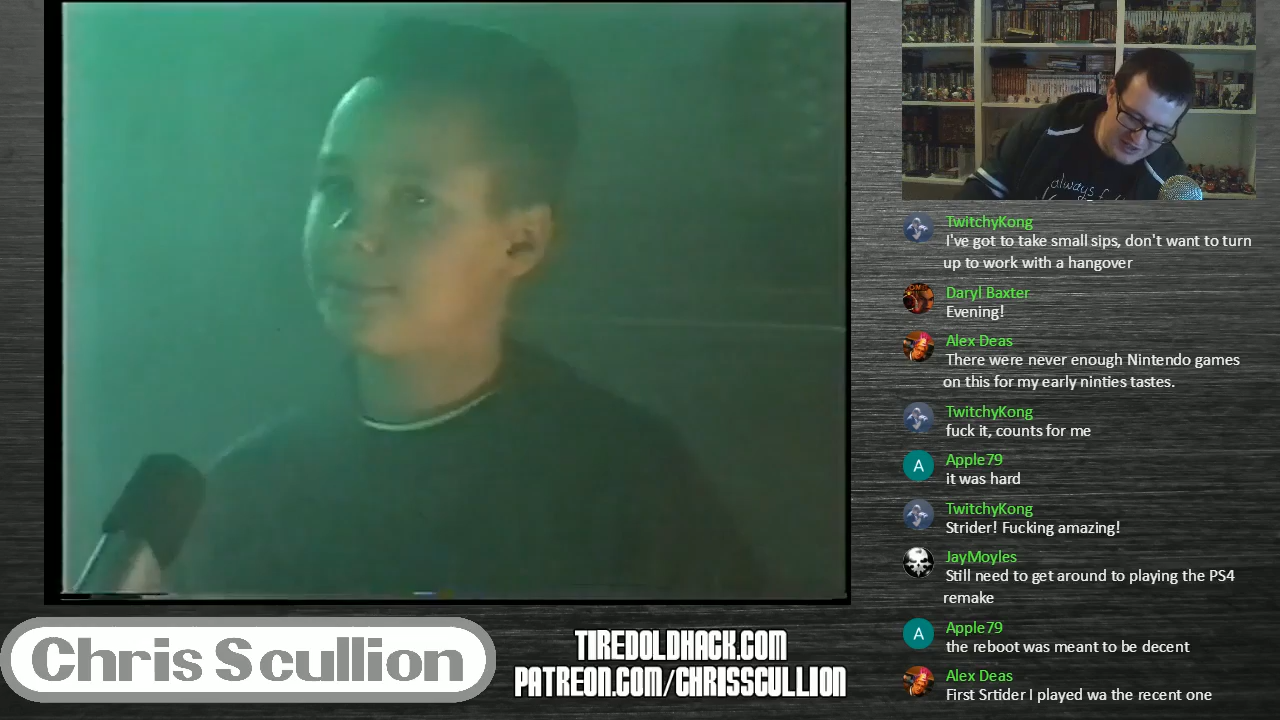 always f
TwitchyKong
I've got to take small sips, don't want to turn
up to work with a hangover
Daryl Baxter
Evening!
Alex Deas
There were never enough Nintendo games
on this for my early ninties tastes.
TwitchyKong
fuck it, counts for me
A
Apple79
it was hard
TwitchyKong
Strider! Fucking amazing!
JayMoyles
Still need to get around to playing the PS4
remake
A
Apple79
the reboot was meant to be decent
Alex Deas
First Srtider I played wa the recent one
Chris Scullion
TIREDOLDHACK.COM
PATREON.COM/CHRISSCULLION